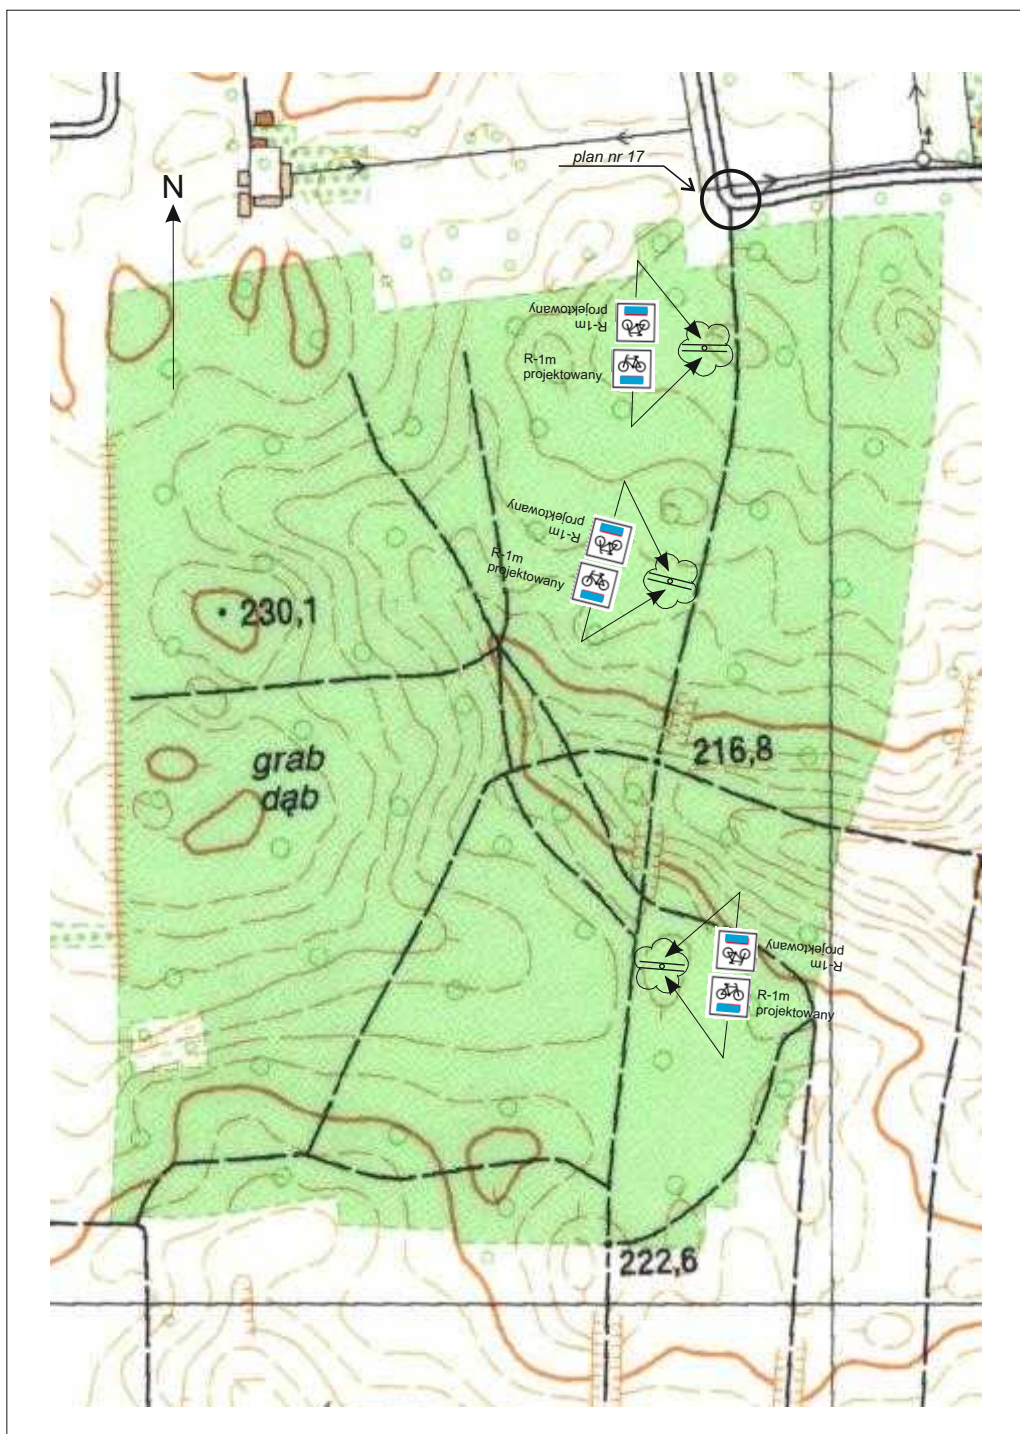 plan nr 17
N
R-1m
projektowany
R-1m
projektowany
R-1m
projektowany
R-1m
projektowany
230,1
216,8
grab
dąb
R-1m
projektowany
R-1m
projektowany
222,6